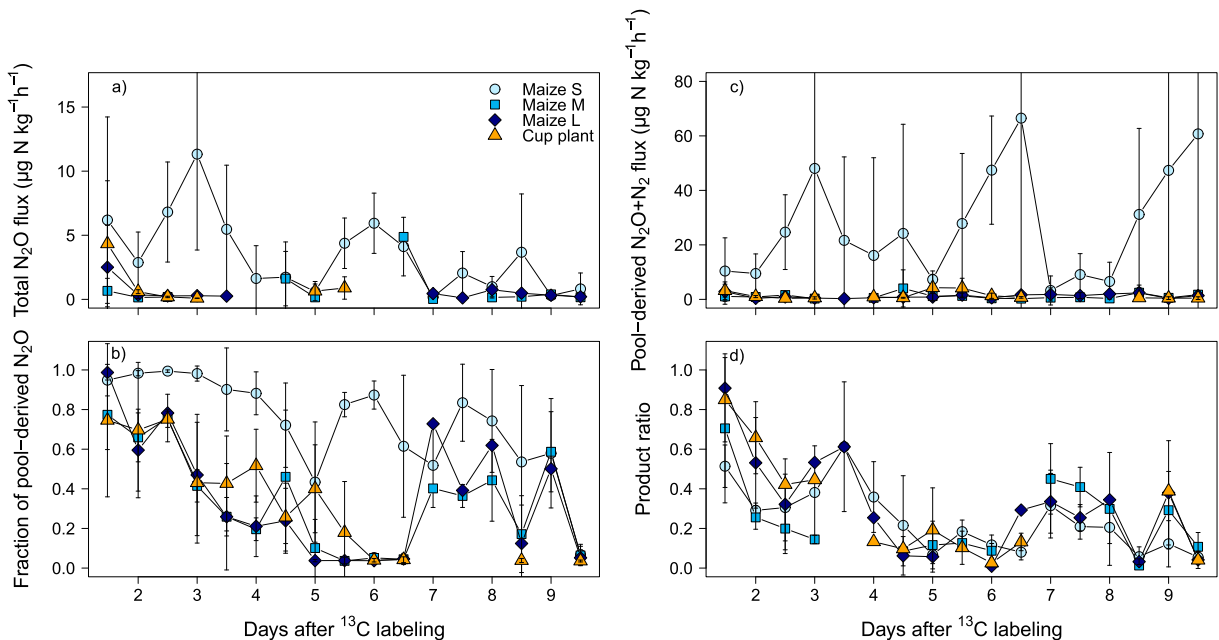 Total N₂O flux (µg N kg⁻¹h⁻¹)
a)
Maize S
Maize M
Maize L
Cup plant
15
10
5
0
Pool−derived N₂O+N₂ flux (µg N kg⁻¹h⁻¹)
c)
80
60
40
20
0
Fraction of pool−derived N₂O
b)
1.0
0.8
0.6
0.4
0.2
0.0
2 3 4 5 6 7 8 9
Days after ¹³C labeling
Product ratio
d)
1.0
0.8
0.6
0.4
0.2
0.0
2 3 4 5 6 7 8 9
Days after ¹³C labeling